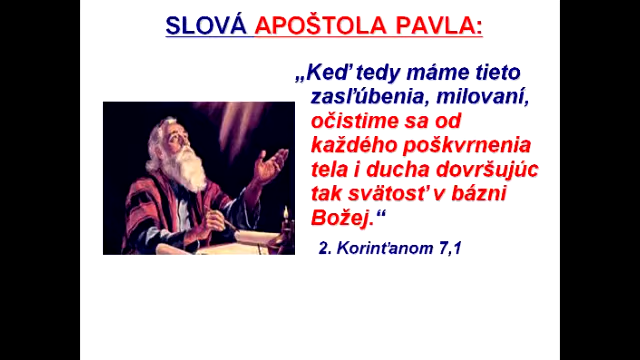 SLOVÁ APOŠTOLA PAVLA:
„Keď tedy máme tieto
zasľúbenia, milovaní,
očistime sa od
každého poškvrnenia
tela i ducha dovršujúc
tak svätosť v bázni
Božej.“
2. Korinťanom 7,1